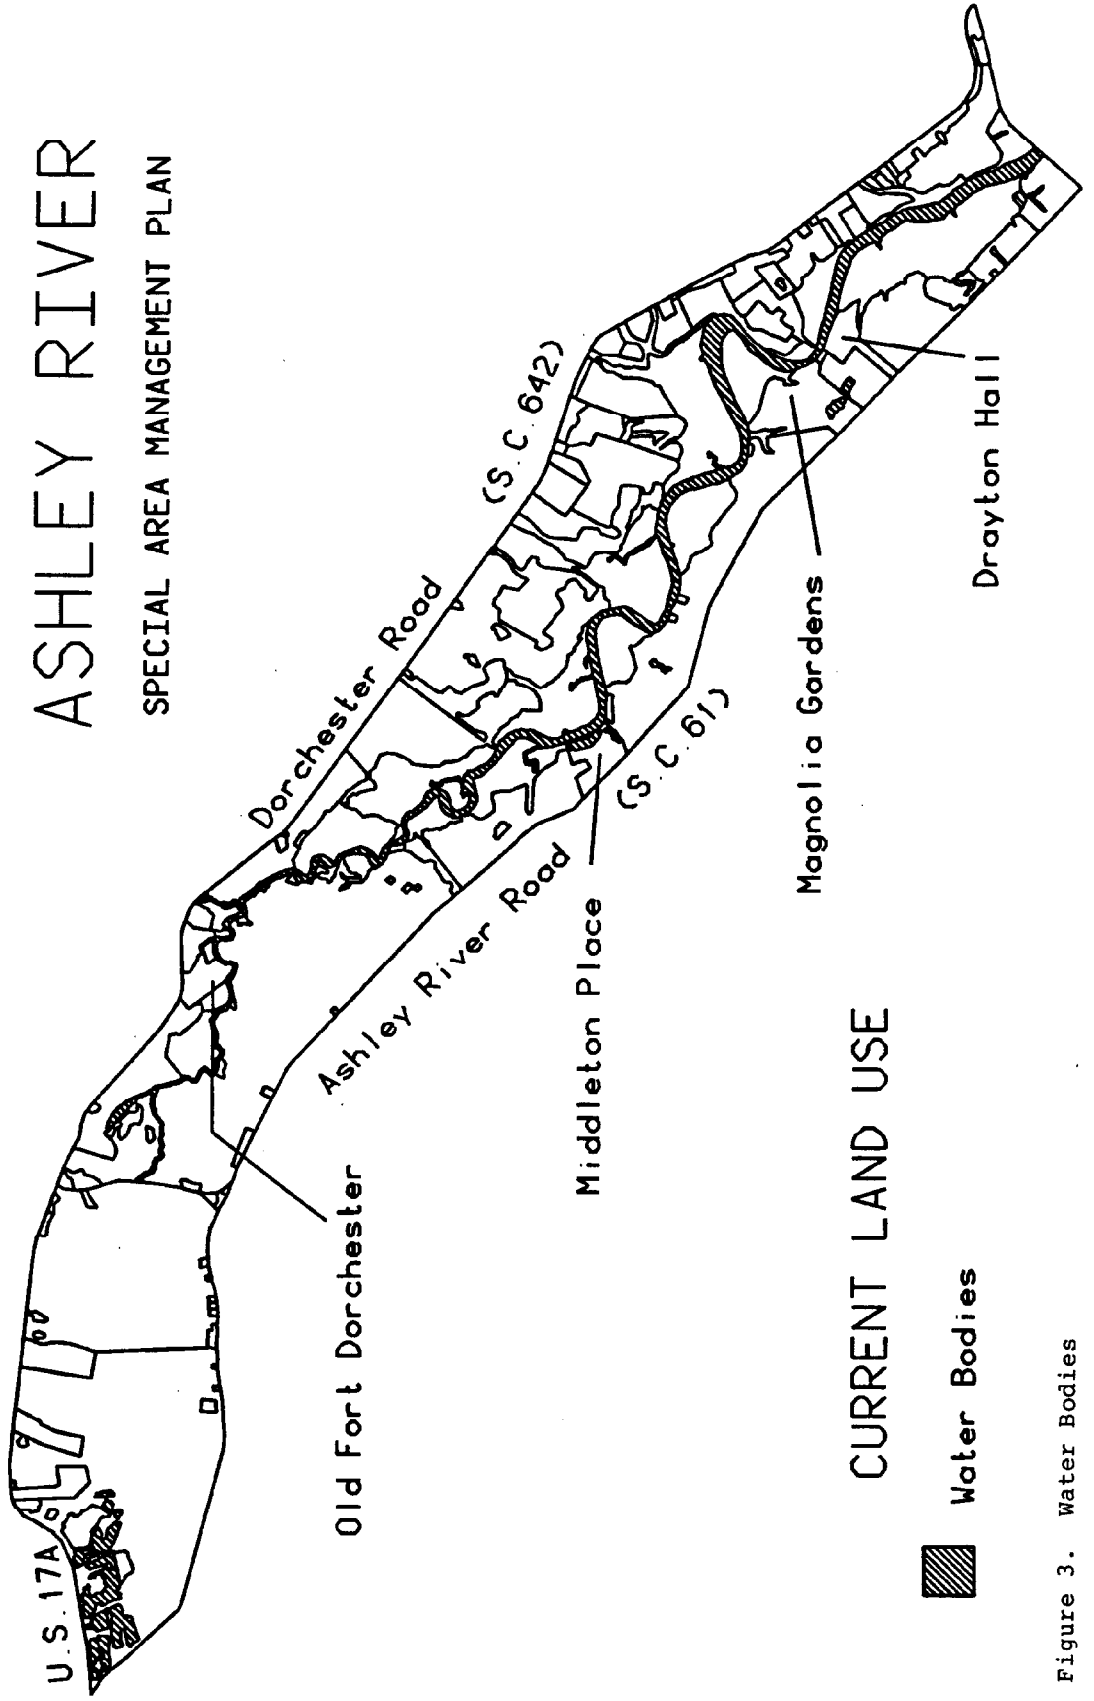 ASHLEY RIVER
SPECIAL AREA MANAGEMENT PLAN
U.S. 17A
Dorchester Road
(S.C. 642)
Ashley River Road
(S.C. 61)
Old Fort Dorchester
Middleton Place
Magnolia Gardens
Drayton Hall
CURRENT LAND USE
Water Bodies
Figure 3. Water Bodies